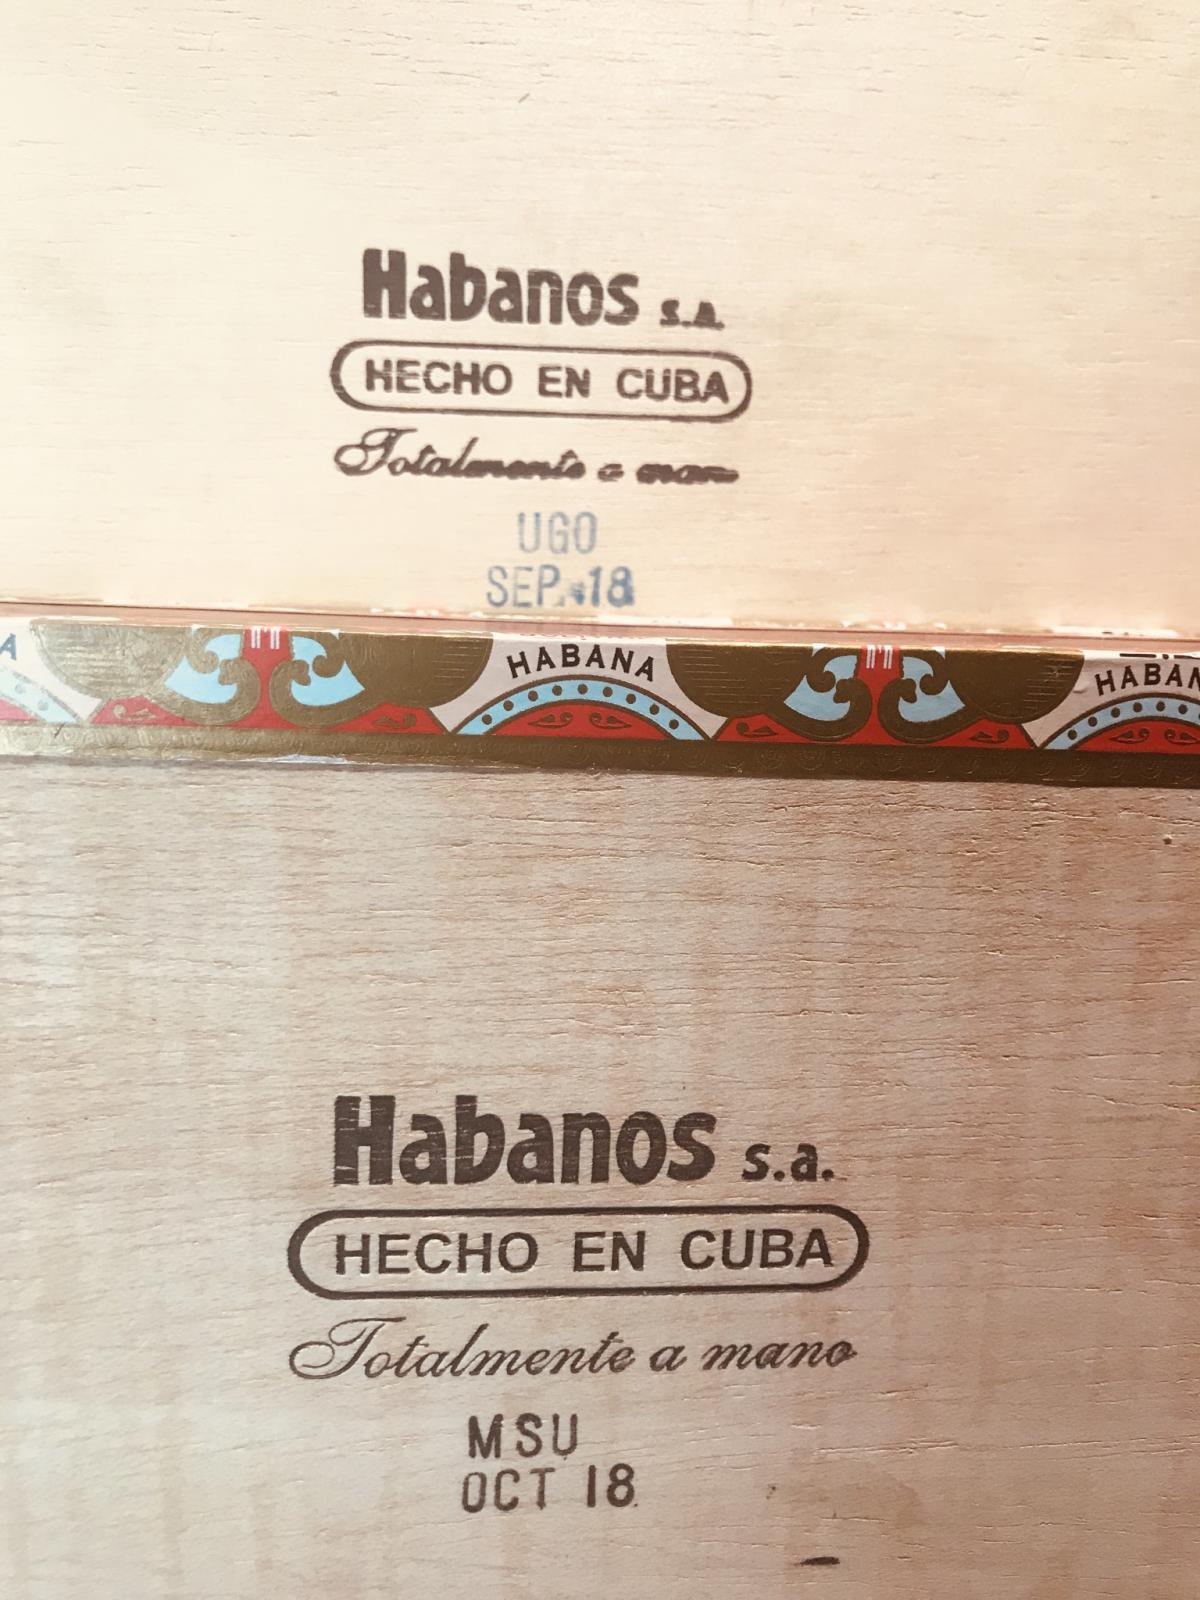 Habanos s.a.
HECHO EN CUBA
Totalmente a mano
UGO
SEP. 18
HABANA
Habanos s.a.
HECHO EN CUBA
Totalmente a mano
MSU
OCT 18